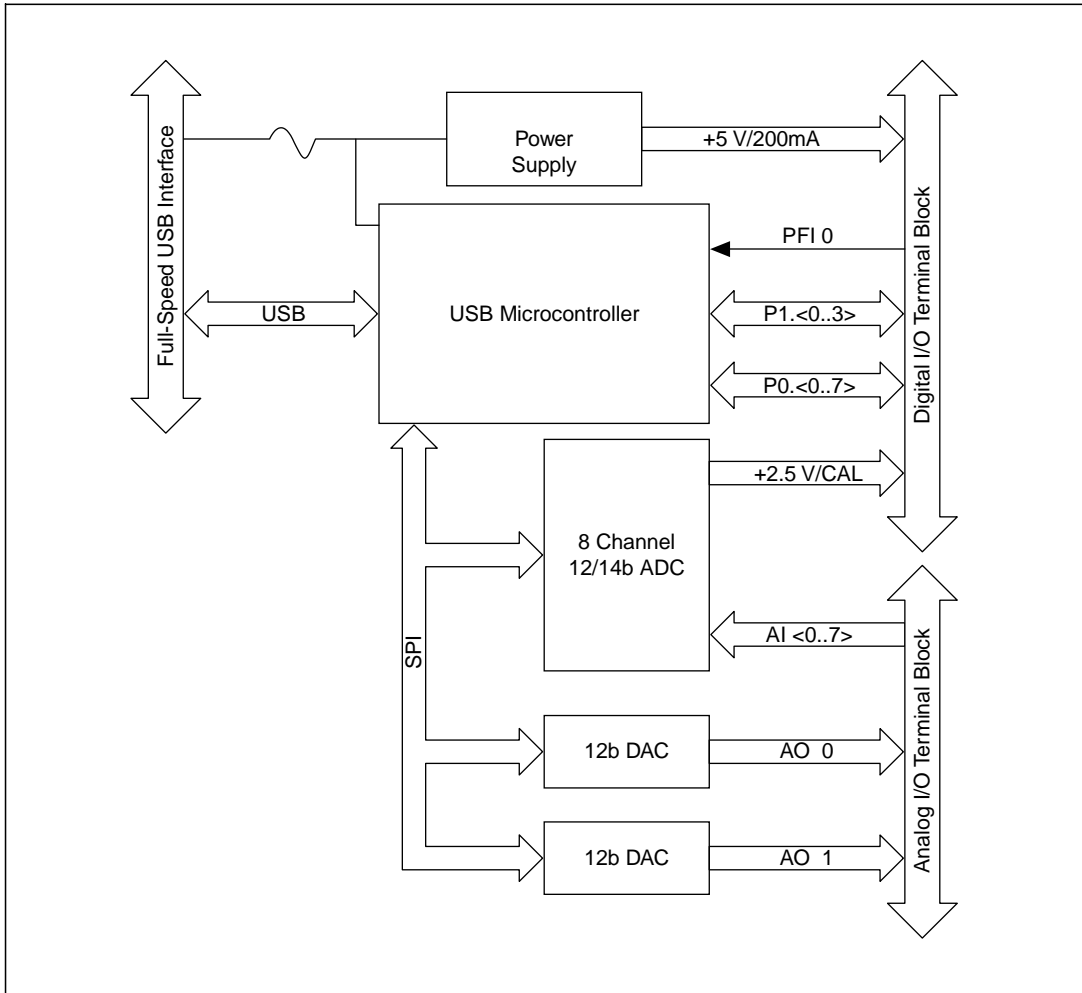 Full-Speed USB Interface
Power
Supply
+5 V/200mA
PFI 0
USB
USB Microcontroller
P1.<0..3>
P0.<0..7>
Digital I/O Terminal Block
+2.5 V/CAL
8 Channel
12/14b ADC
AI <0..7>
SPI
12b DAC
AO 0
12b DAC
AO 1
Analog I/O Terminal Block